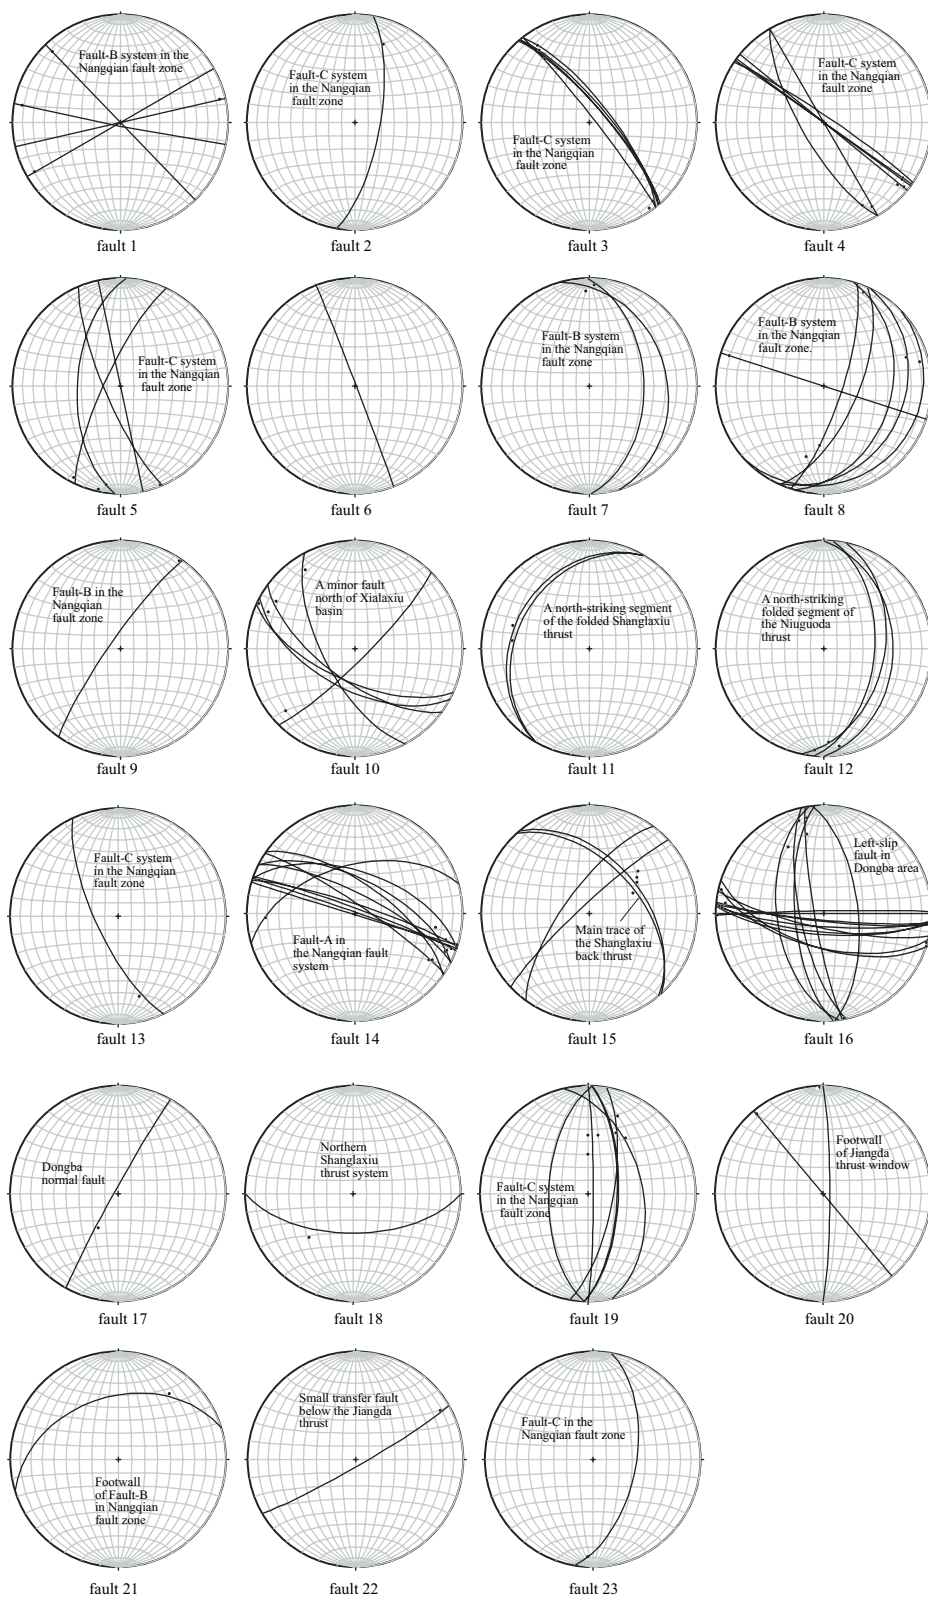 Fault-B system in the
Nangqian fault zone
fault 1
Fault-C system
in the Nangqian
fault zone
fault 2
Fault-C system
in the Nangqian
fault zone
fault 3
Fault-C system
in the Nangqian
fault zone
fault 4
Fault-C system
in the Nangqian
fault zone
fault 5
fault 6
Fault-B system
in the Nangqian
fault zone
fault 7
Fault-B system
in the Nangqian
fault zone.
fault 8
Fault-B in the
Nangqian
fault zone
fault 9
A minor fault
north of Xialaxiu
basin
fault 10
A north-striking segment
of the folded Shanglaxiu
thrust
fault 11
A north-striking
folded segment of
the Niuguoda
thrust
fault 12
Fault-C system
in the Nangqian
fault zone
fault 13
Fault-A in
the Nangqian fault
system
fault 14
Main trace of
the Shanglaxiu
back thrust
fault 15
Left-slip
fault in
Dongba area
fault 16
Dongba
normal fault
fault 17
Northern
Shanglaxiu
thrust system
fault 18
Fault-C system
in the Nangqian
fault zone
fault 19
Footwall
of Jiangda
thrust window
fault 20
Footwall
of Fault-B
in Nangqian
fault zone
fault 21
Small transfer fault
below the Jiangda
thrust
fault 22
Fault-C in the
Nangqian fault zone
fault 23